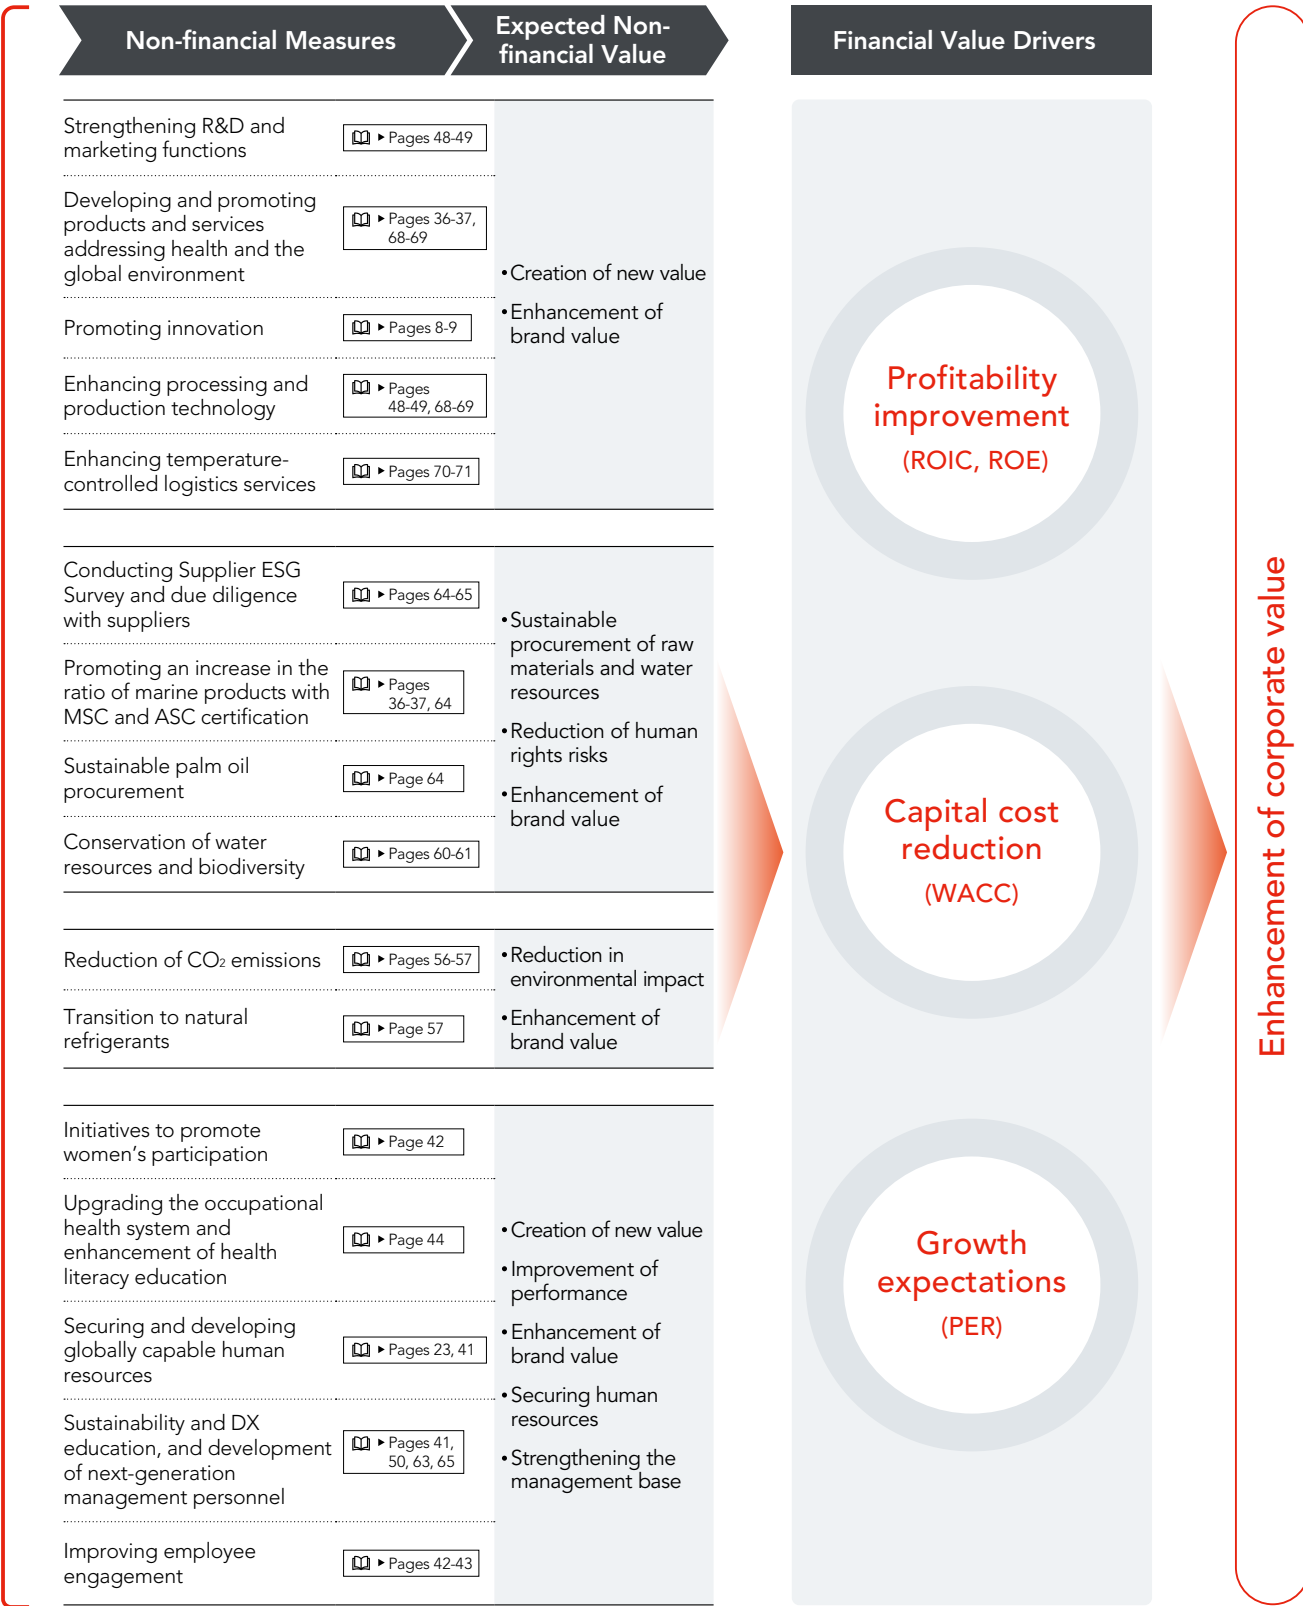 Non-financial Measures
Expected Non-
financial Value
Financial Value Drivers
Strengthening R&D and
marketing functions
▶ Pages 48-49
Developing and promoting
products and services
addressing health and the
global environment
▶ Pages 36-37,
68-69
Promoting innovation
▶ Pages 8-9
Enhancing processing and
production technology
▶ Pages
48-49, 68-69
Enhancing temperature-
controlled logistics services
▶ Pages 70-71
•Creation of new value
•Enhancement of
brand value
Conducting Supplier ESG
Survey and due diligence
with suppliers
▶ Pages 64-65
Promoting an increase in the
ratio of marine products with
MSC and ASC certification
▶ Pages
36-37, 64
Sustainable palm oil
procurement
▶ Page 64
Conservation of water
resources and biodiversity
▶ Pages 60-61
•Sustainable
procurement of raw
materials and water
resources
•Reduction of human
rights risks
•Enhancement of
brand value
Reduction of CO₂ emissions
▶ Pages 56-57
Transition to natural
refrigerants
▶ Page 57
•Reduction in
environmental impact
•Enhancement of
brand value
Initiatives to promote
women's participation
▶ Page 42
Upgrading the occupational
health system and
enhancement of health
literacy education
▶ Page 44
Securing and developing
globally capable human
resources
▶ Pages 23, 41
Sustainability and DX
education, and development
of next-generation
management personnel
▶ Pages 41,
50, 63, 65
Improving employee
engagement
▶ Pages 42-43
•Creation of new value
•Improvement of
performance
•Enhancement of
brand value
•Securing human
resources
•Strengthening the
management base
Profitability
improvement
(ROIC, ROE)
Capital cost
reduction
(WACC)
Growth
expectations
(PER)
Enhancement of corporate value